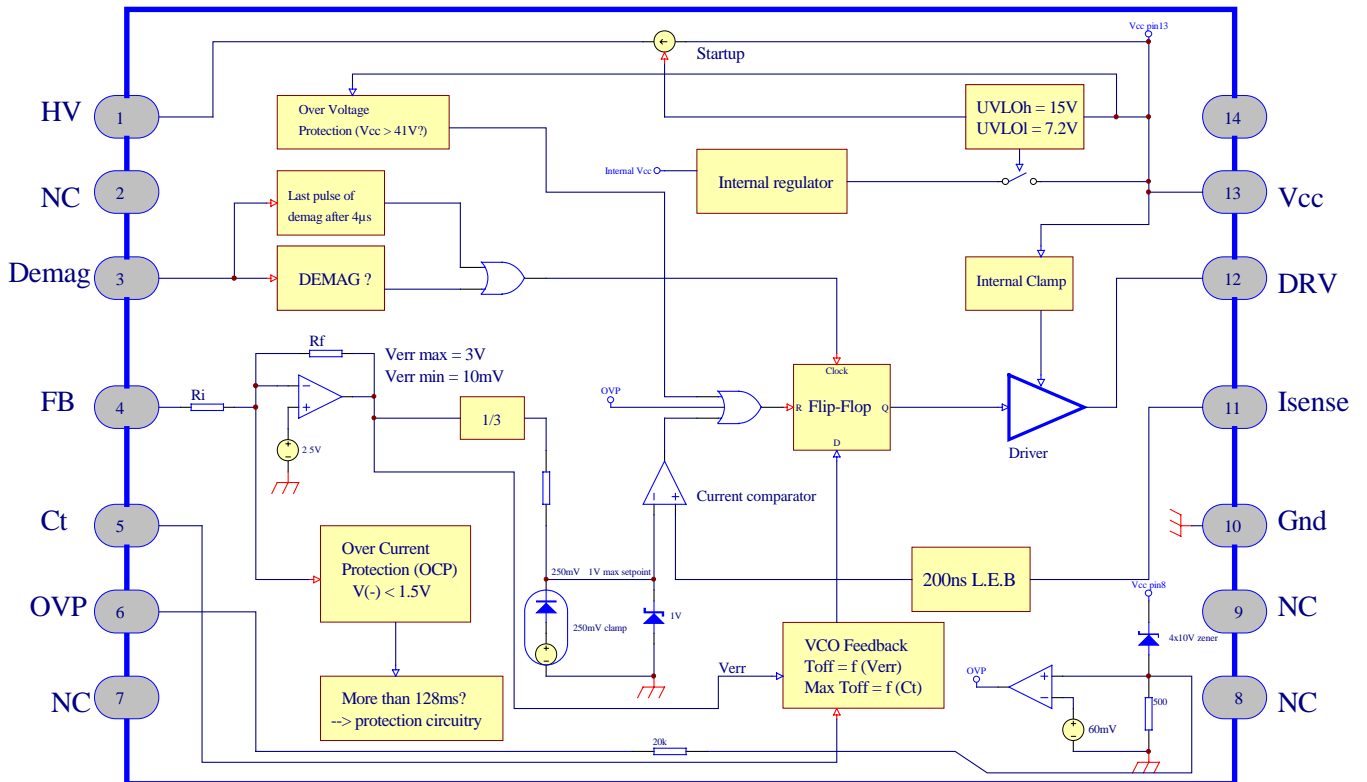 Vcc pin13
Startup
HV
1
Over Voltage
Protection (Vcc > 41V?)
UVLOh = 15V
UVLOl = 7.2V
14
NC
2
Internal Vcc
Internal regulator
13
Vcc
Last pulse of
demag after 4µs
Demag
3
DEMAG ?
Internal Clamp
12
DRV
Rf
Verr max = 3V
Verr min = 10mV
FB
4
Ri
1/3
OVP
Clock
R
Flip-Flop
Q
D
Driver
11
Isense
2 5V
Current comparator
Ct
5
Over Current
Protection (OCP)
V(-) < 1.5V
250mV
1V max setpoint
200ns L.E.B
10
Gnd
Vcc pin8
OVP
6
250mV clamp
1V
4x10V zener
9
NC
NC
7
More than 128ms?
--> protection circuitry
Verr
VCO Feedback
Toff = f (Verr)
Max Toff = f (Ct)
OVP
60mV
500
8
NC
20k